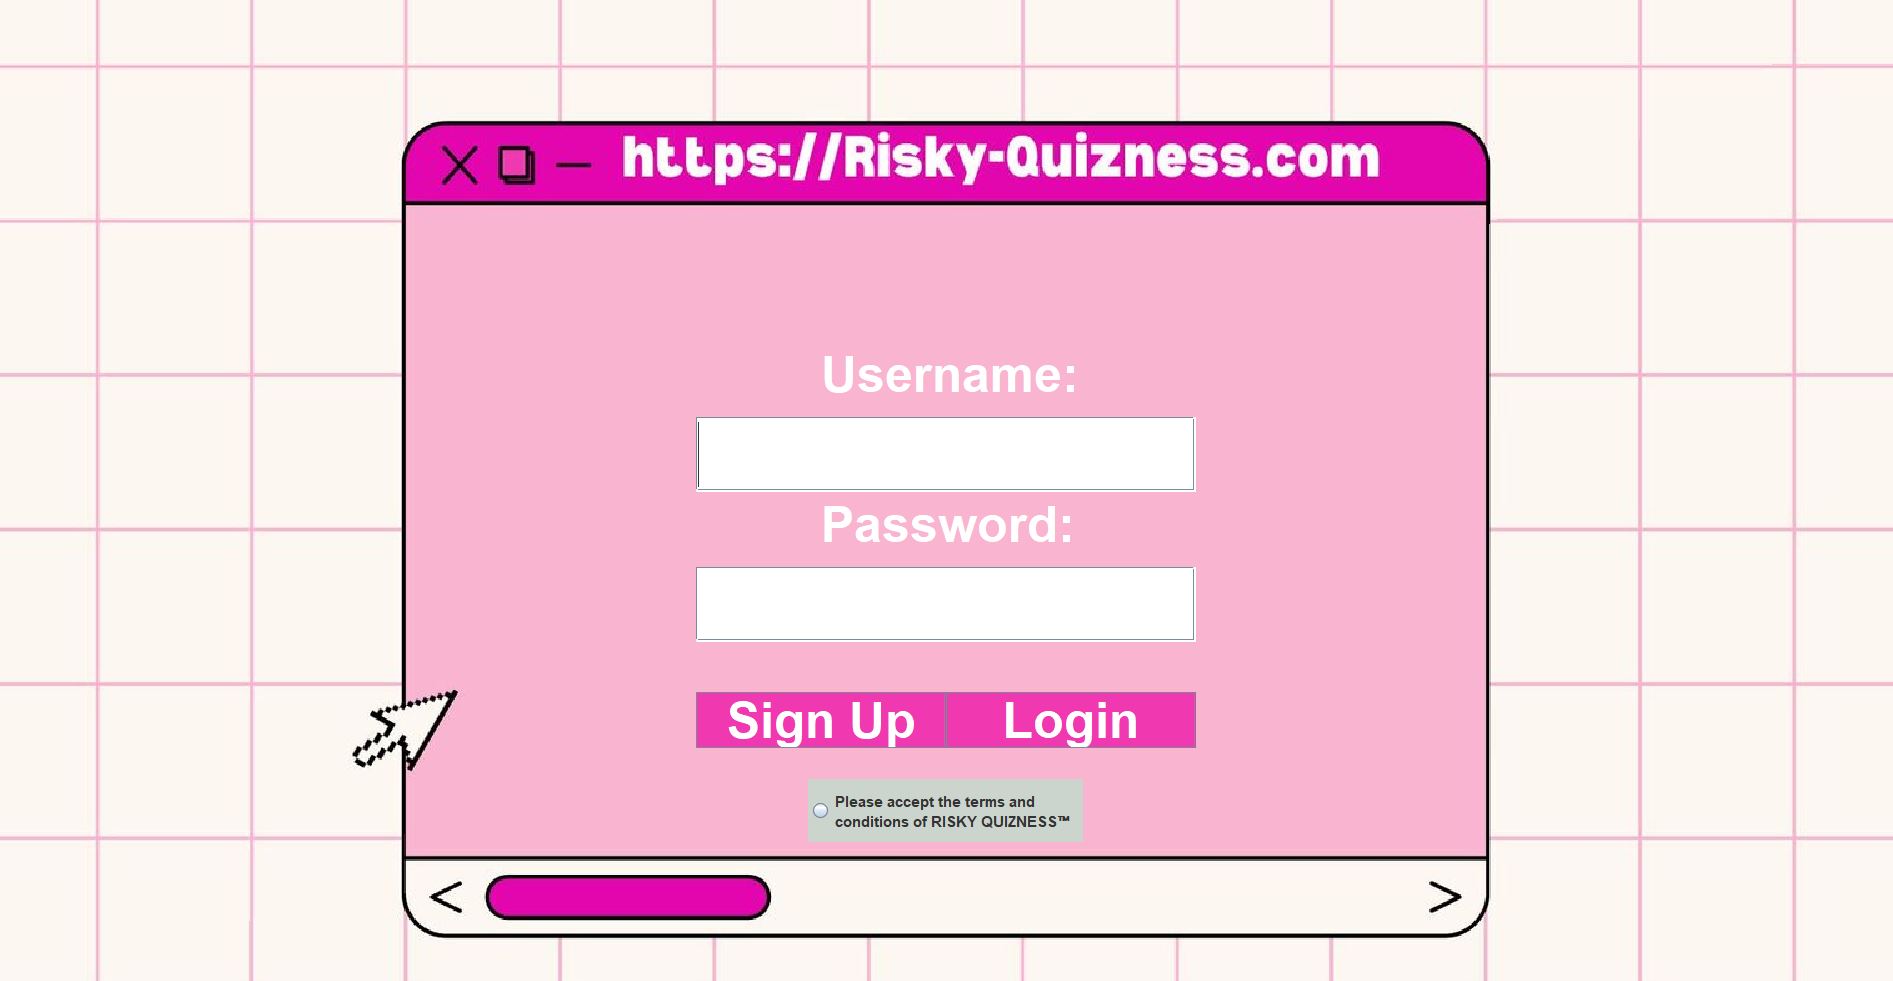 https://Risky-Quizness.com
Username:
Password:
Sign Up
Login
Please accept the terms and
conditions of RISKY QUIZNESS™